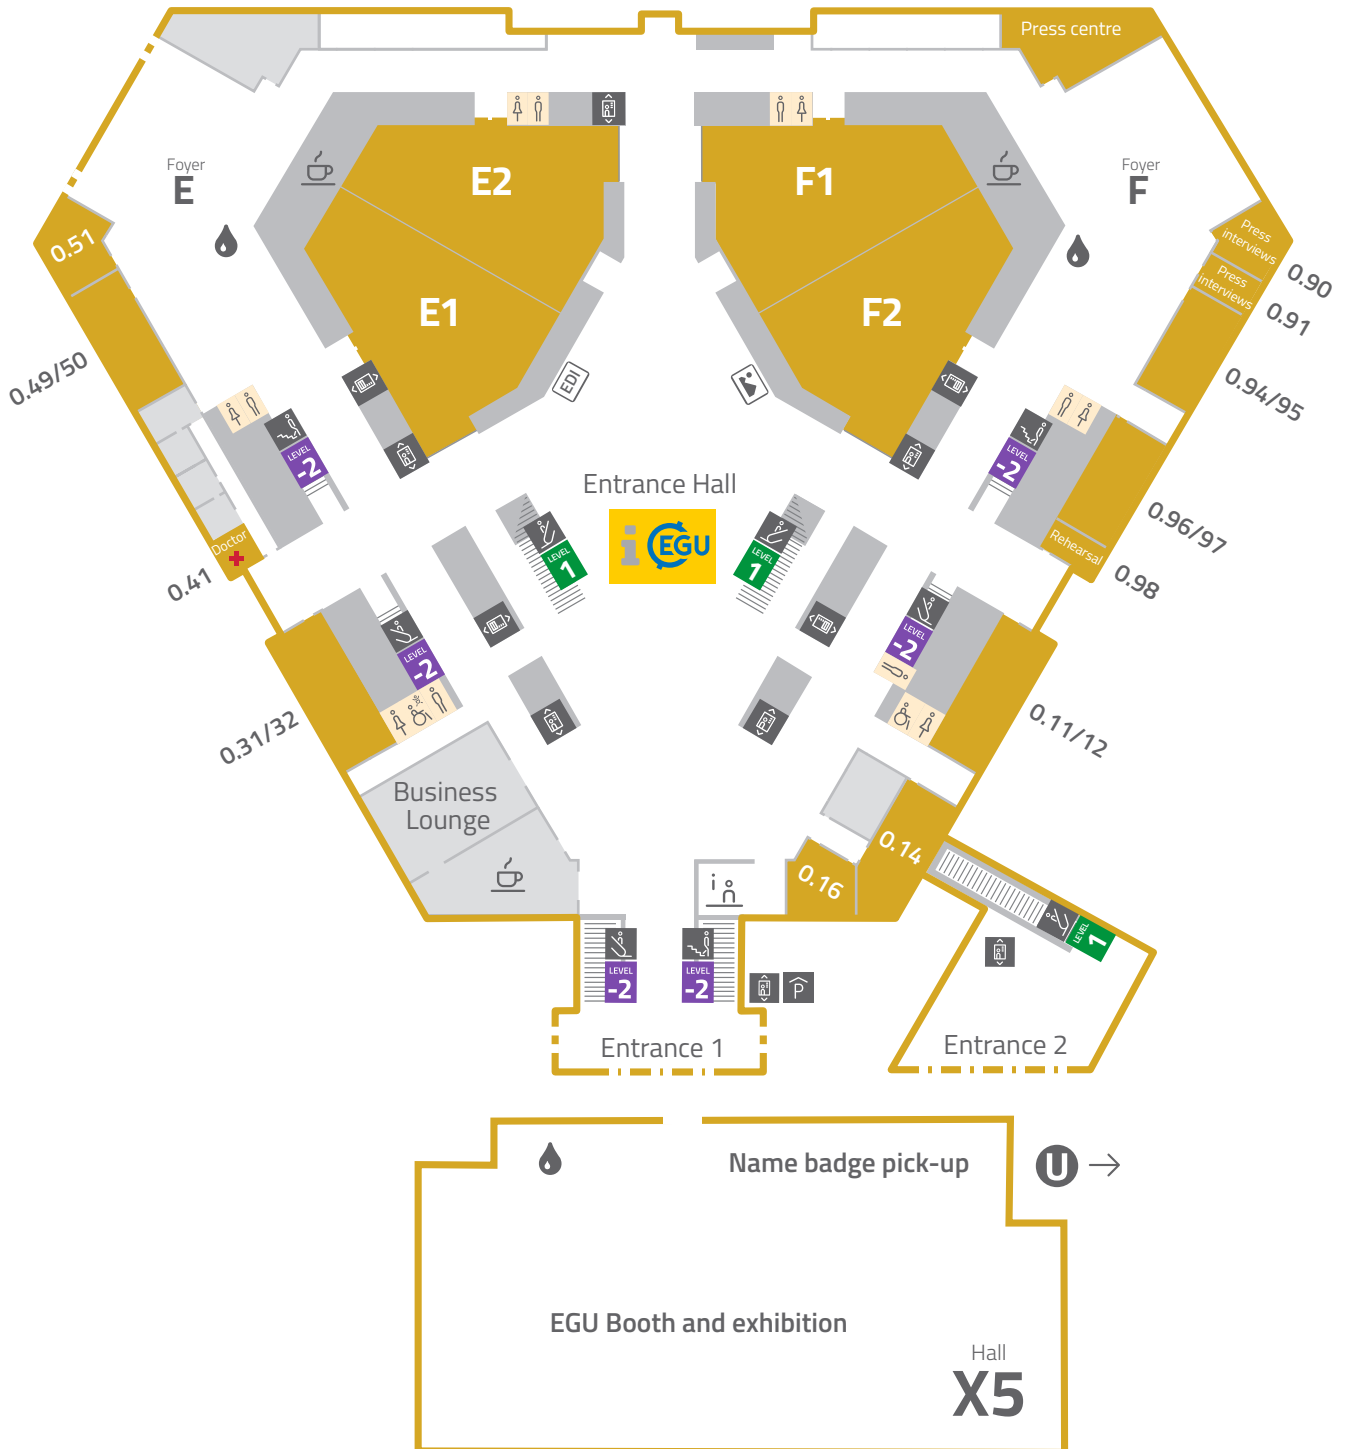 Press centre
Foyer
E
E2
F1
Foyer
F
0.51
Press
interviews
0.90
Press
interviews
0.91
E1
F2
0.49/50
EDI
0.94/95
LEVEL
-2
LEVEL
-2
Entrance Hall
i EGU
LEVEL
1
LEVEL
1
Doctor
0.41
0.96/97
Rehearsal
0.98
LEVEL
-2
LEVEL
-2
0.31/32
0.11/12
Business
Lounge
0.14
0.16
i
LEVEL
1
LEVEL
-2
LEVEL
-2
P
Entrance 1
Entrance 2
Name badge pick-up
U
EGU Booth and exhibition
Hall
X5